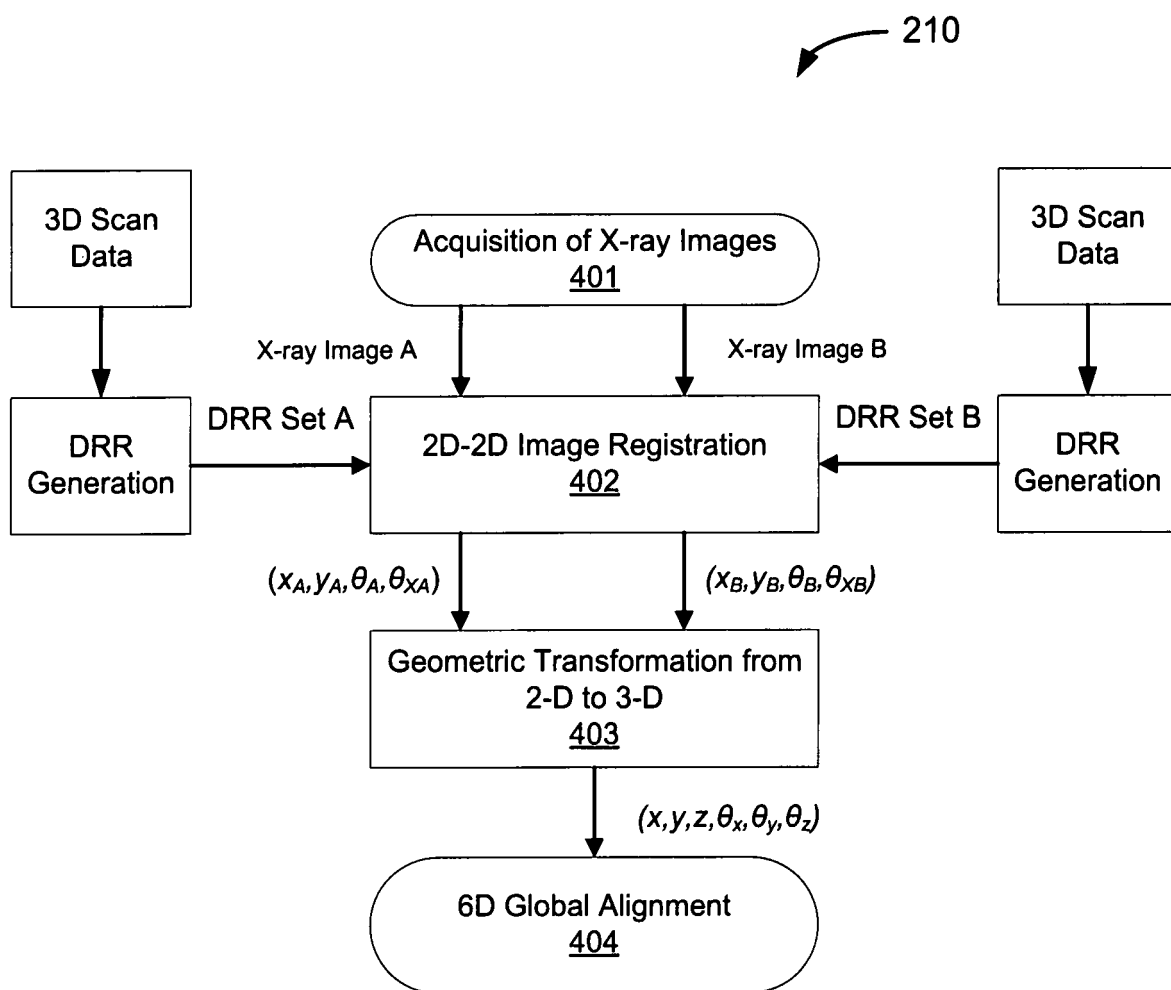 210
3D Scan
Data
Acquisition of X-ray Images
401
3D Scan
Data
X-ray Image A
X-ray Image B
DRR
Generation
DRR Set A
2D-2D Image Registration
402
DRR Set B
DRR
Generation
(x_A,y_A,θ_A,θ_XA)
(x_B,y_B,θ_B,θ_XB)
Geometric Transformation from
2-D to 3-D
403
(x,y,z,θ_x,θ_y,θ_z)
6D Global Alignment
404